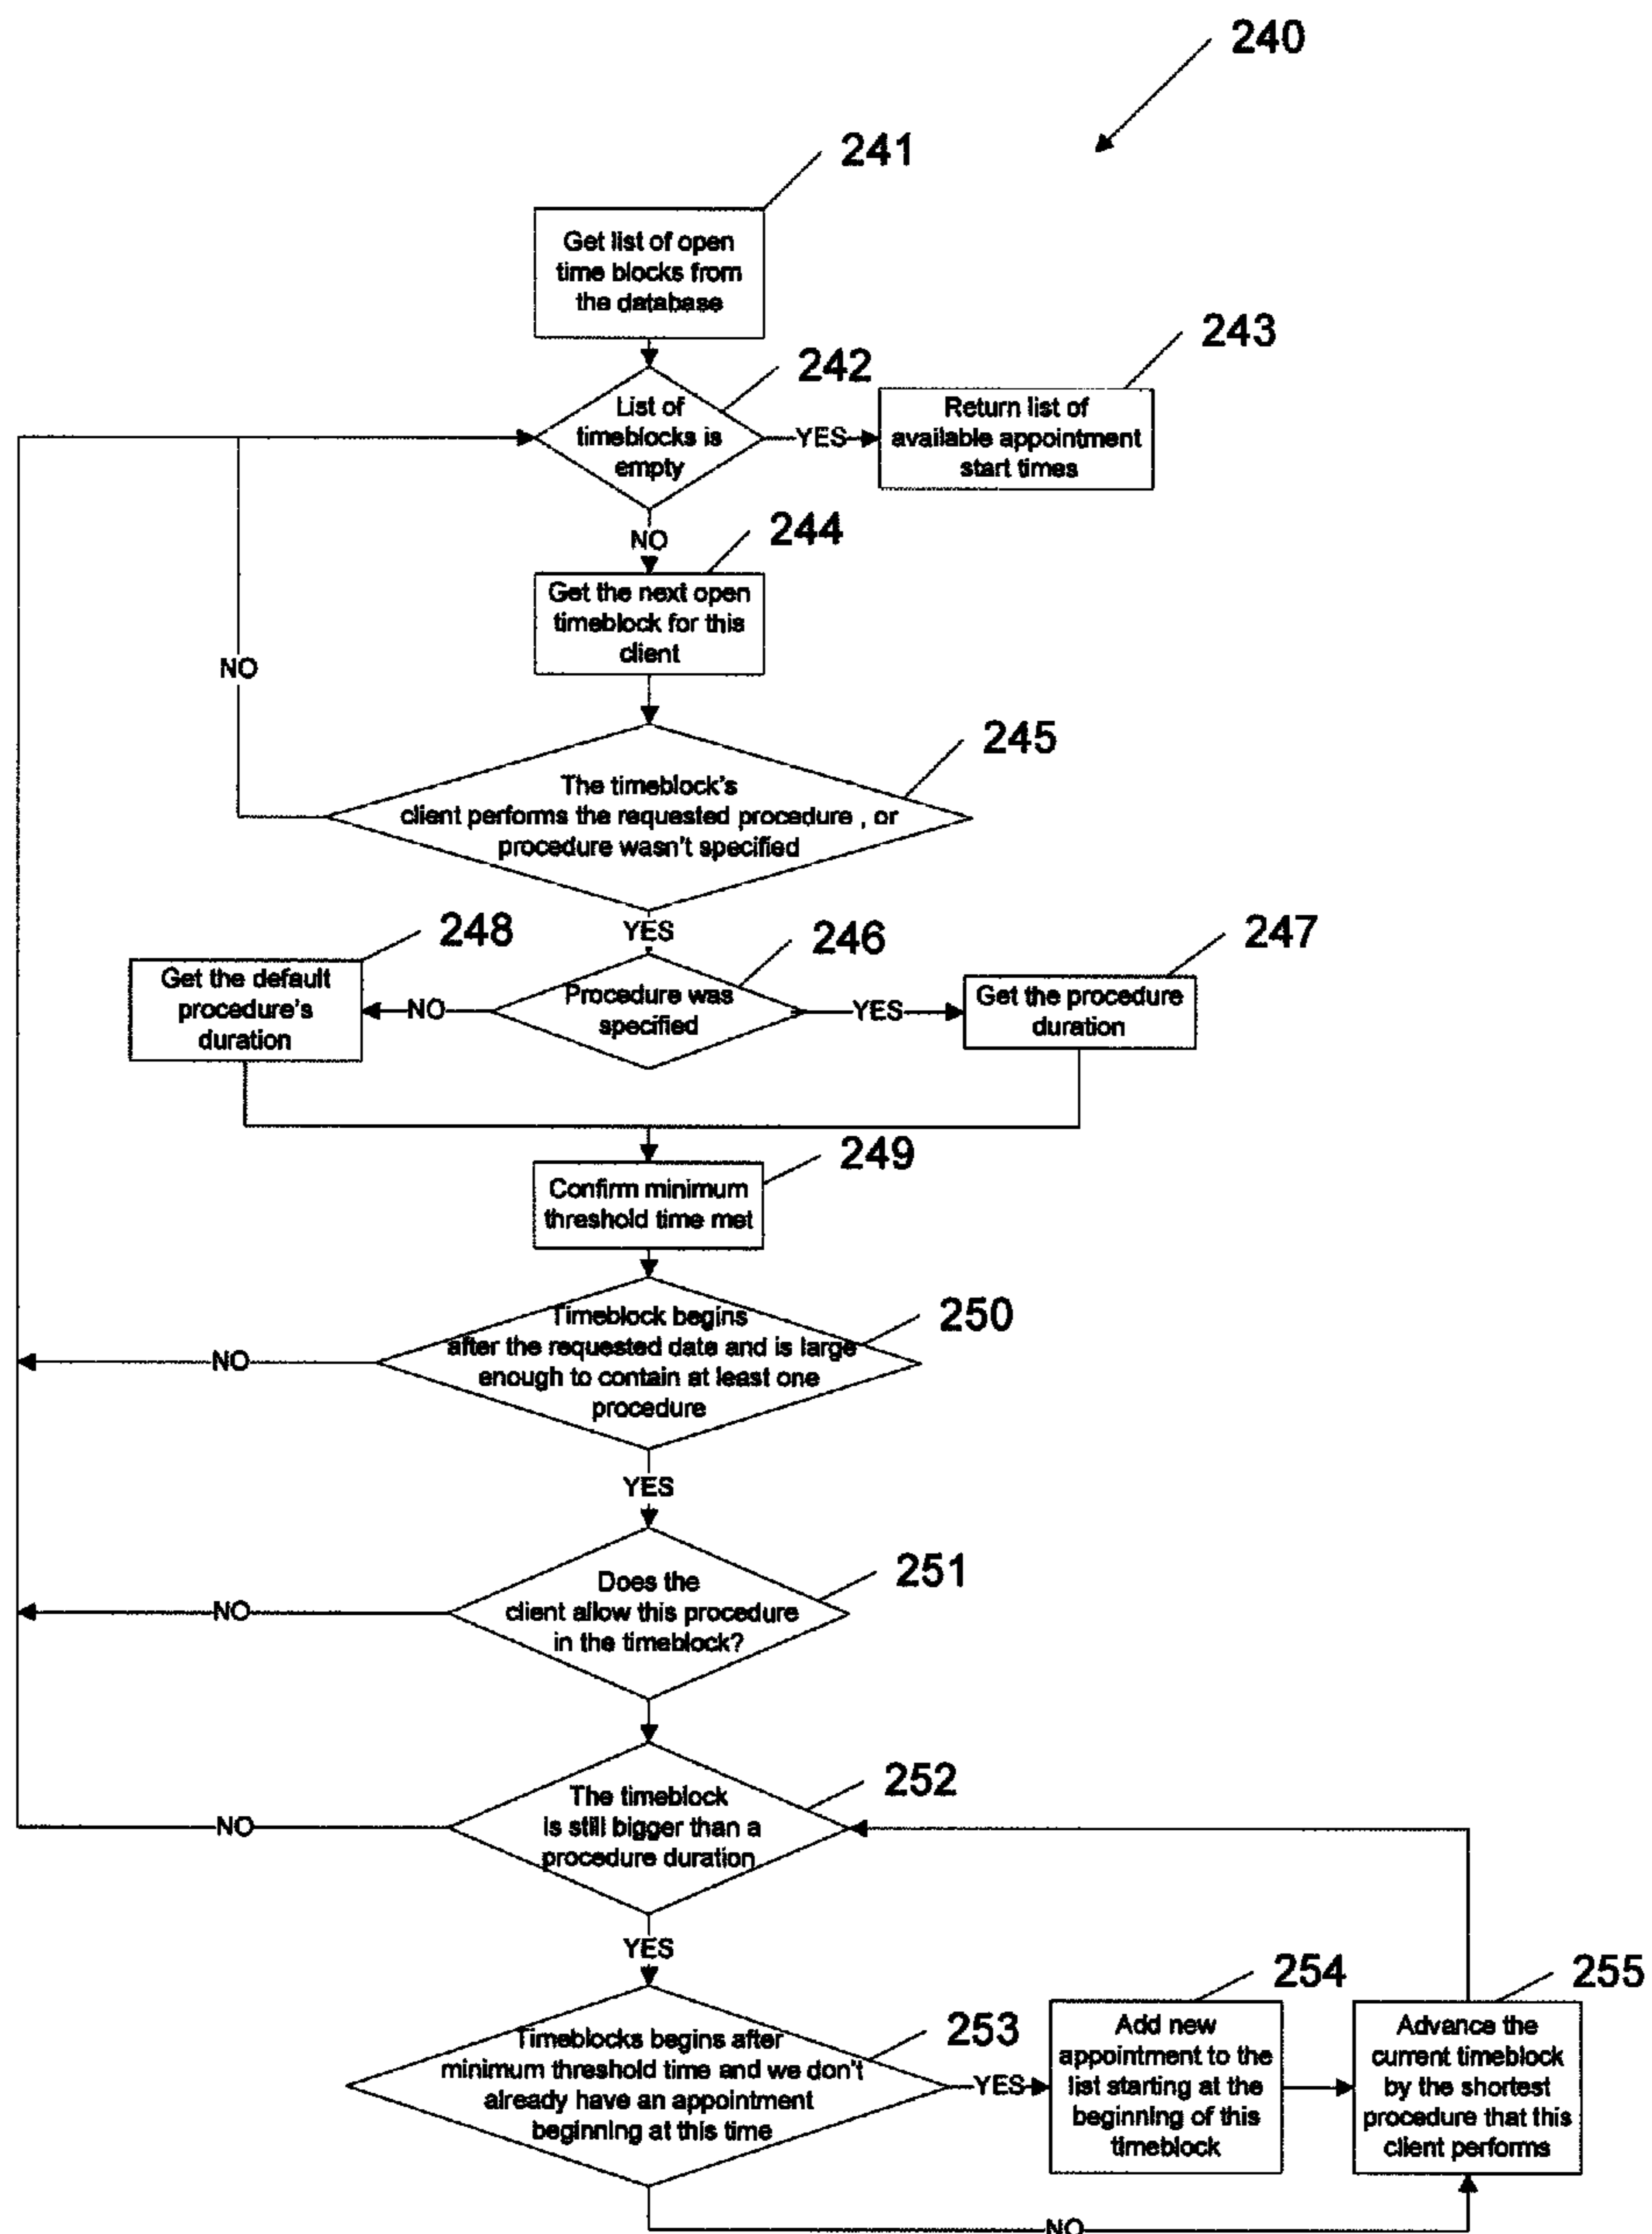 240
241
Get list of open
time blocks from
the database
242
List of
timeblocks is
empty
YES
243
Return list of
available appointment
start times
NO
244
Get the next open
timeblock for this
client
NO
245
The timeblock's
client performs the requested procedure , or
procedure wasn't specified
YES
246
Procedure was
specified
NO
248
Get the default
procedure's
duration
YES
247
Get the procedure
duration
249
Confirm minimum
threshold time met
250
Timeblock begins
after the requested date and is large
enough to contain at least one
procedure
NO
YES
251
Does the
client allow this procedure
in the timeblock?
NO
252
The timeblock
is still bigger than a
procedure duration
NO
YES
253
Timeblocks begins after
minimum threshold time and we don't
already have an appointment
beginning at this time
YES
254
Add new
appointment to the
list starting at the
beginning of this
timeblock
255
Advance the
current timeblock
by the shortest
procedure that this
client performs
NO